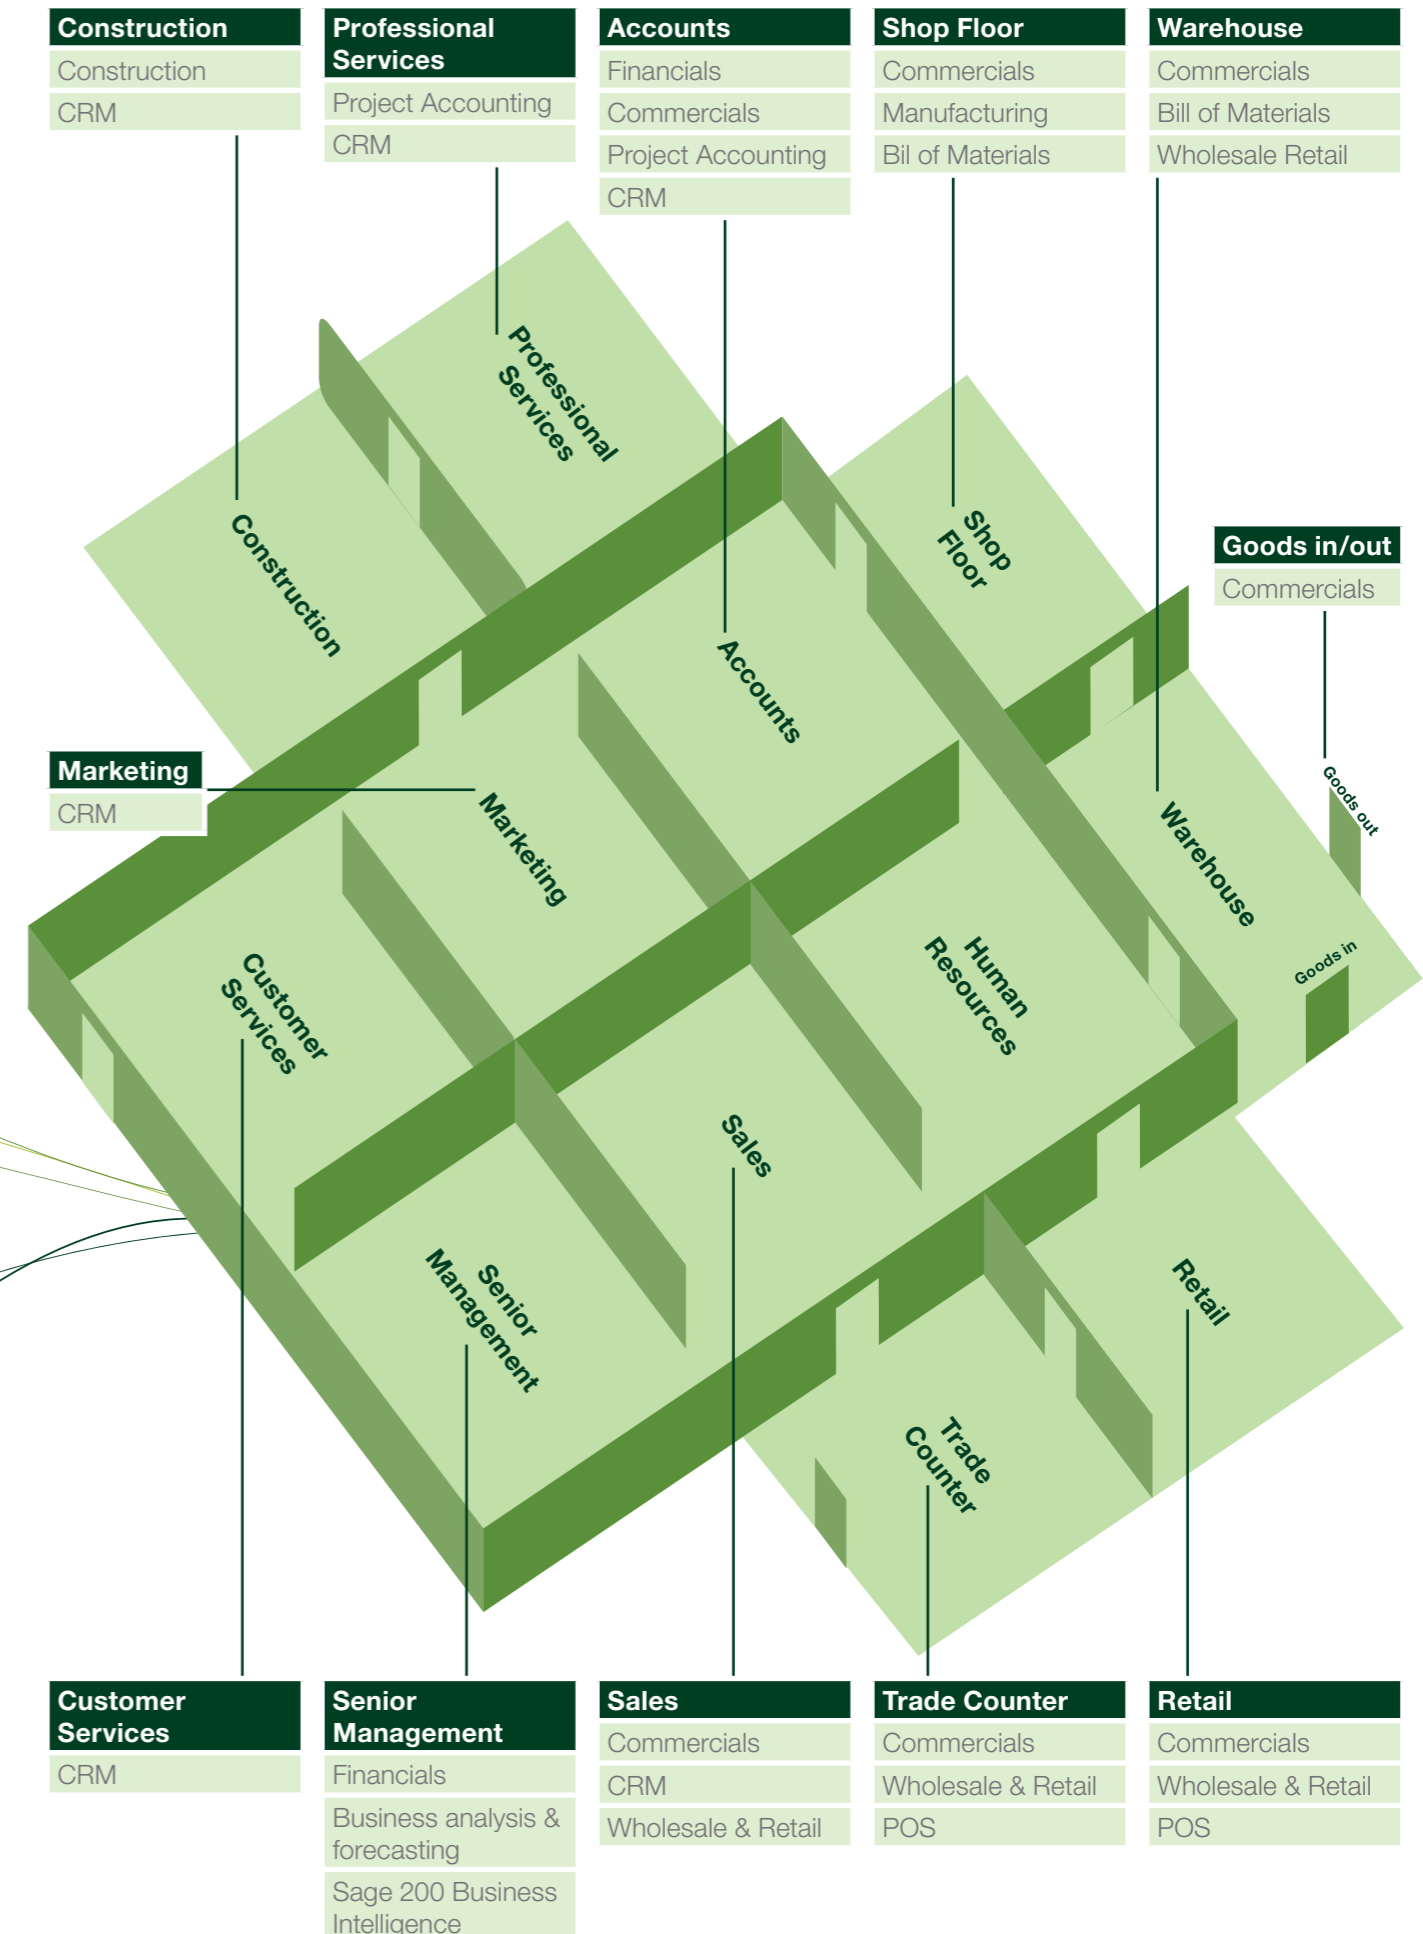 Construction
Construction
CRM
Professional
Services
Project Accounting
CRM
Accounts
Financials
Commercials
Project Accounting
CRM
Shop Floor
Commercials
Manufacturing
Bil of Materials
Warehouse
Commercials
Bill of Materials
Wholesale Retail
Goods in/out
Commercials
Marketing
CRM
Professional
Services
Construction
Shop
Floor
Accounts
Marketing
Goods out
Warehouse
Goods in
Human
Resources
Customer
Services
Sales
Senior
Management
Retail
Trade
Counter
Customer
Services
CRM
Senior
Management
Financials
Business analysis &
forecasting
Sage 200 Business
Intelligence
Sales
Commercials
CRM
Wholesale & Retail
Trade Counter
Commercials
Wholesale & Retail
POS
Retail
Commercials
Wholesale & Retail
POS